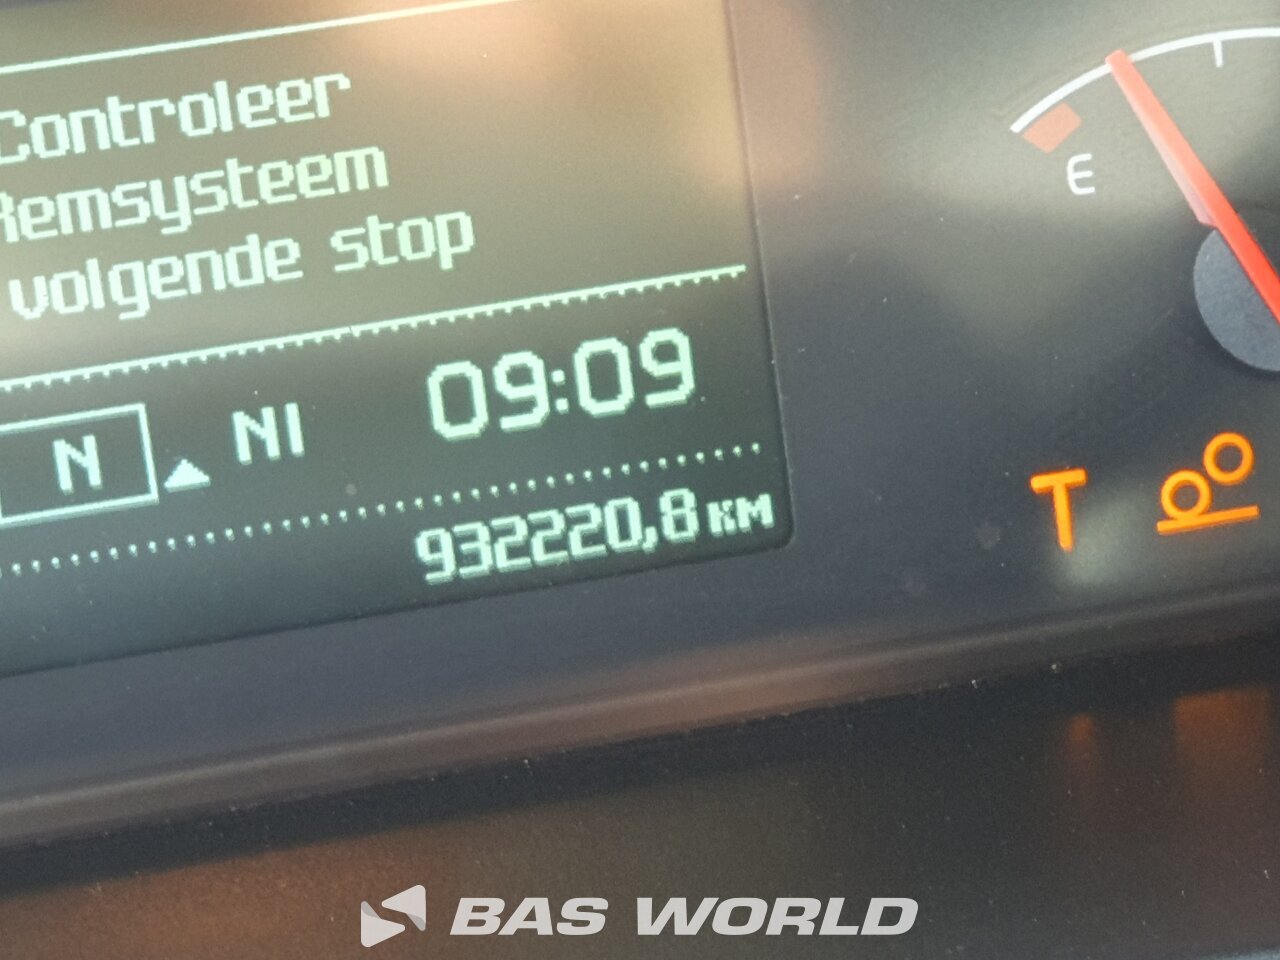 Controleer
Remsysteem
volgende stop
N NI 09:09
932220,8 KM
E
T
BAS WORLD